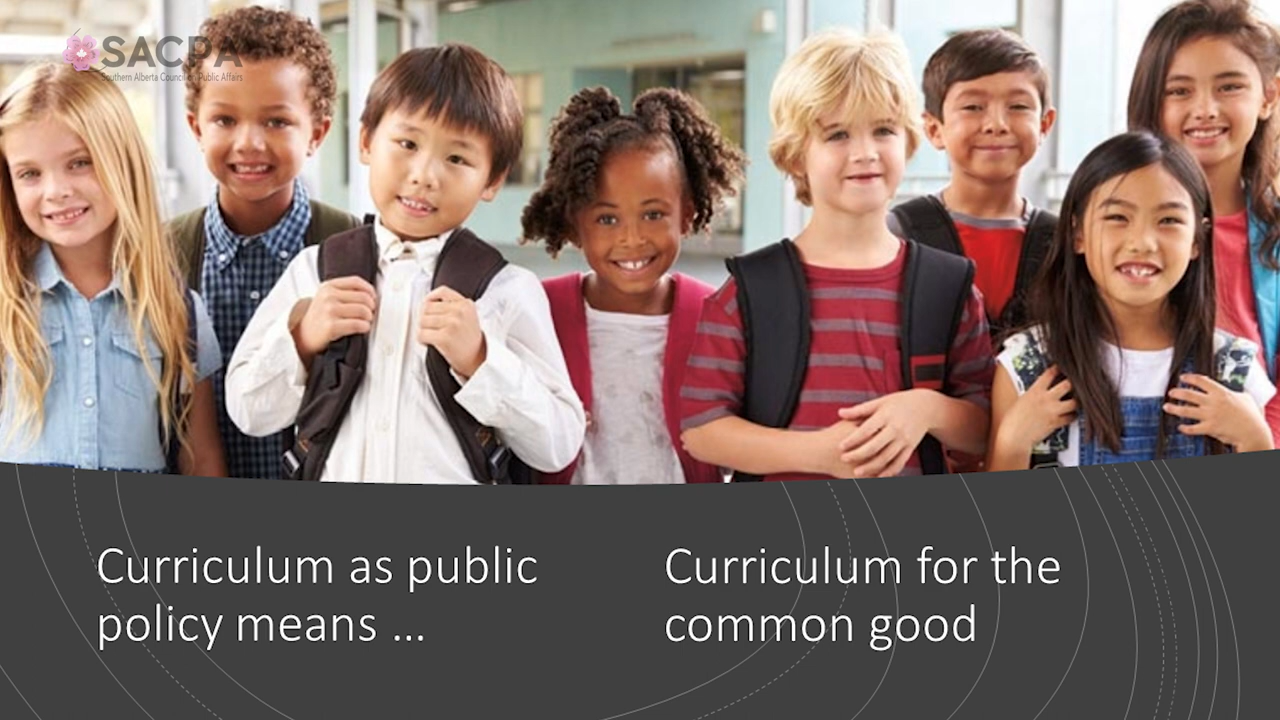 SACPA
Southern Alberta Council on Public Affairs
Curriculum as public
policy means ...
Curriculum for the
common good